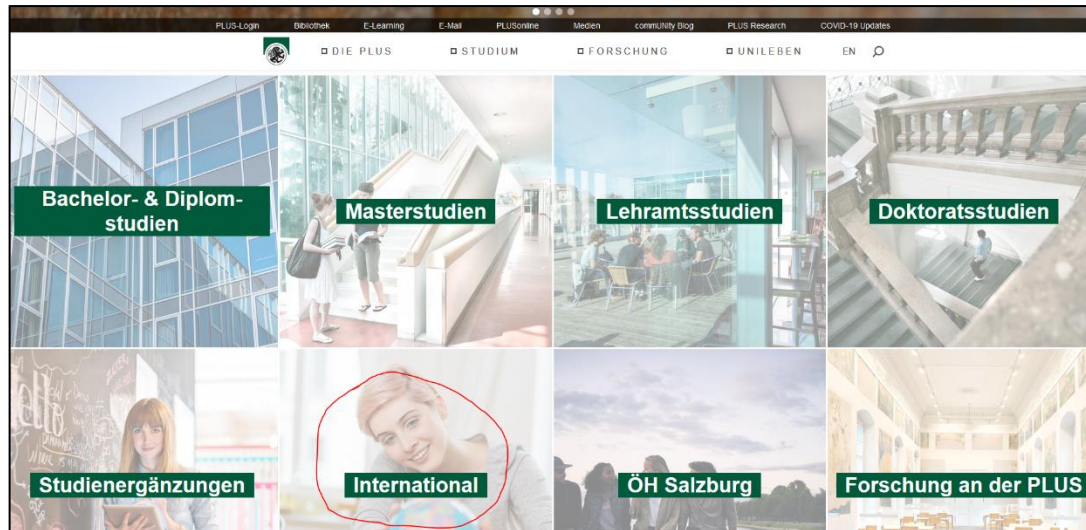 PLUS-Login Bibliothek E-Learning E-Mail PLUSonline Medien commUNIty Blog PLUS Research COVID-19 Updates
DIE PLUS STUDIUM FORSCHUNG UNILEBEN EN
Bachelor- & Diplom-
studien
Masterstudien
Lehramtsstudien
Doktoratsstudien
Studienergänzungen
International
ÖH Salzburg
Forschung an der PLUS